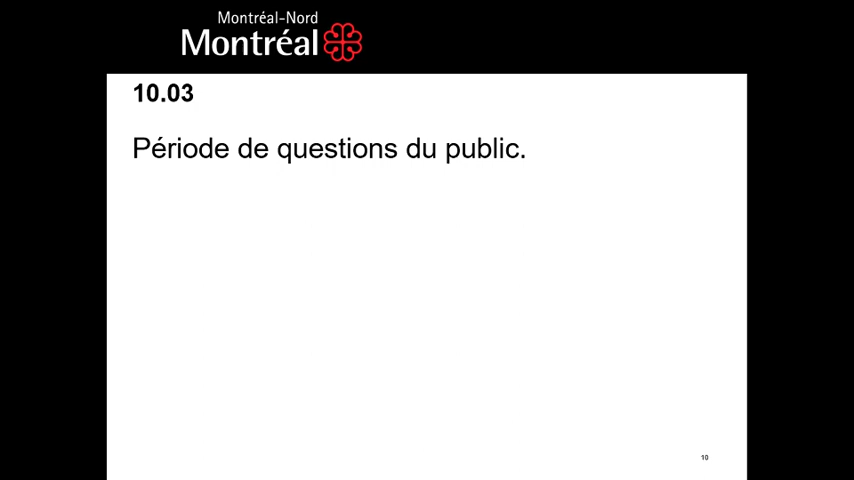 Montréal-Nord
Montréal
10.03
Période de questions du public.
10